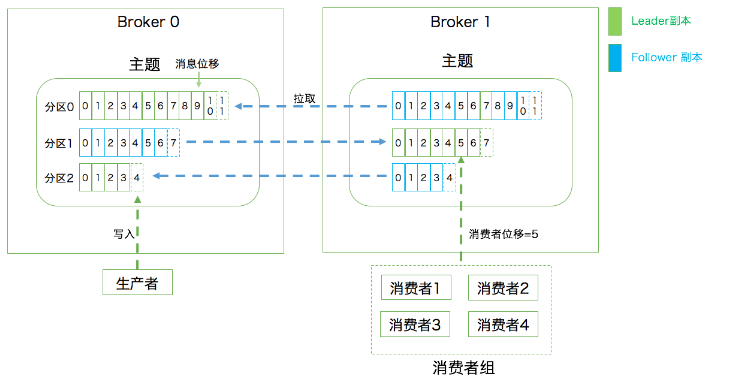 Broker 0
Broker 1
Leader副本
Follower 副本
主题
消息位移
主题
分区0
0 1 2 3 4 5 6 7 8 9 10 11
拉取
0 1 2 3 4 5 6 7 8 9 10 11
分区1
0 1 2 3 4 5 6 7
0 1 2 3 4 5 6 7
分区2
0 1 2 3 4
0 1 2 3 4
写入
消费者位移=5
生产者
消费者1
消费者2
消费者3
消费者4
消费者组